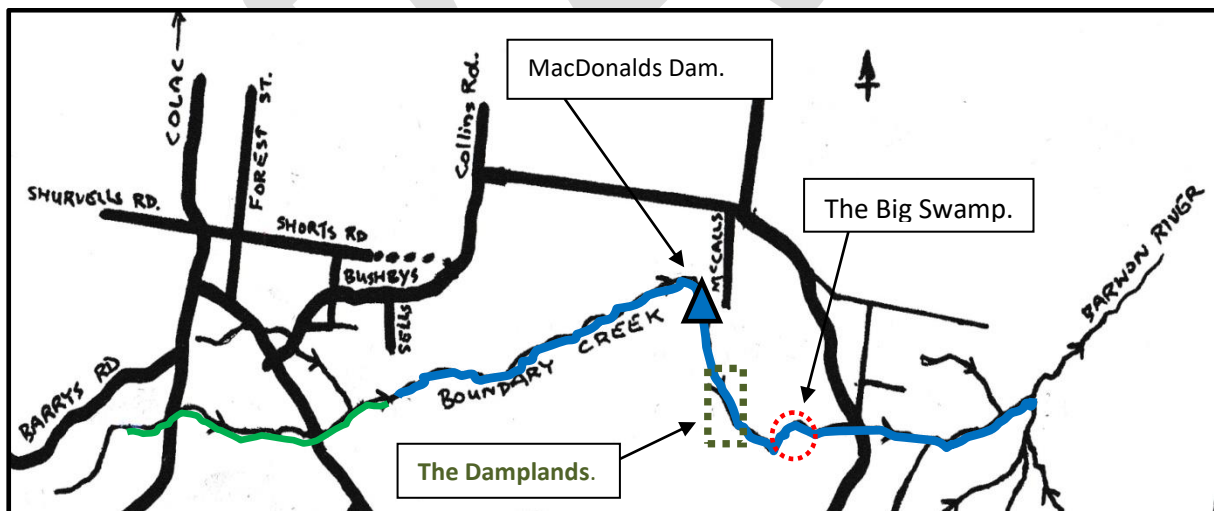 COLAC →
FOREST ST.
Collins Rd.
MacDonalds Dam.
SHURVELLS RD.
SHORTS RD
BUSHBYS
SELLS
McCALLS
The Big Swamp.
BARWON RIVER
BARRYS RD
BOUNDARY CREEK
The Damplands.